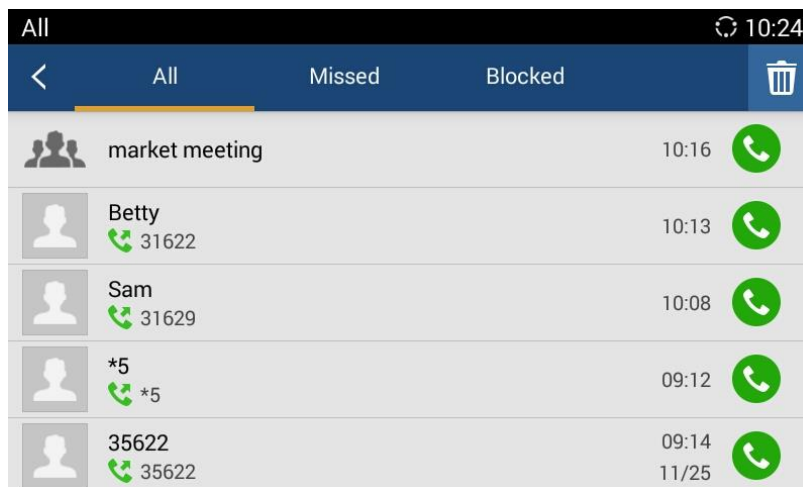 All 10:24
All Missed Blocked
market meeting 10:16
Betty
31622 10:13
Sam
31629 10:08
*5
*5 09:12
35622 09:14
35622 11/25